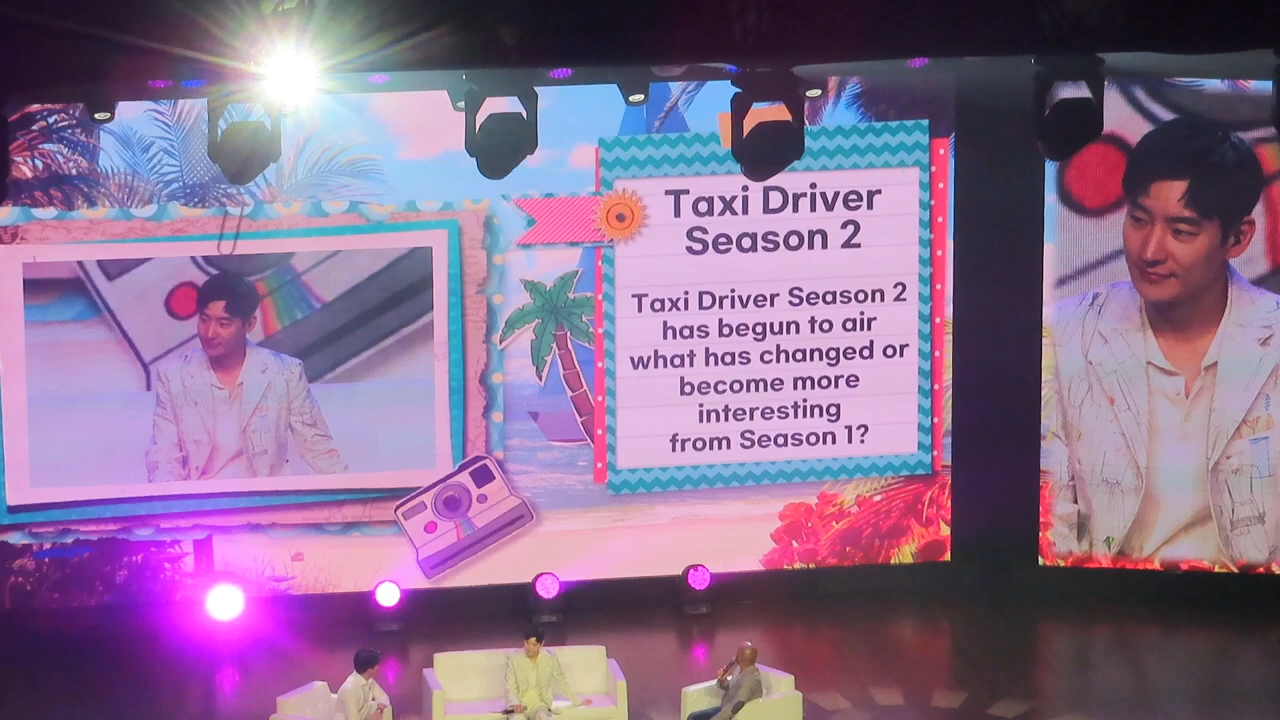 Taxi Driver
Season 2
Taxi Driver Season 2
has begun to air
what has changed or
become more
interesting
from Season 1?